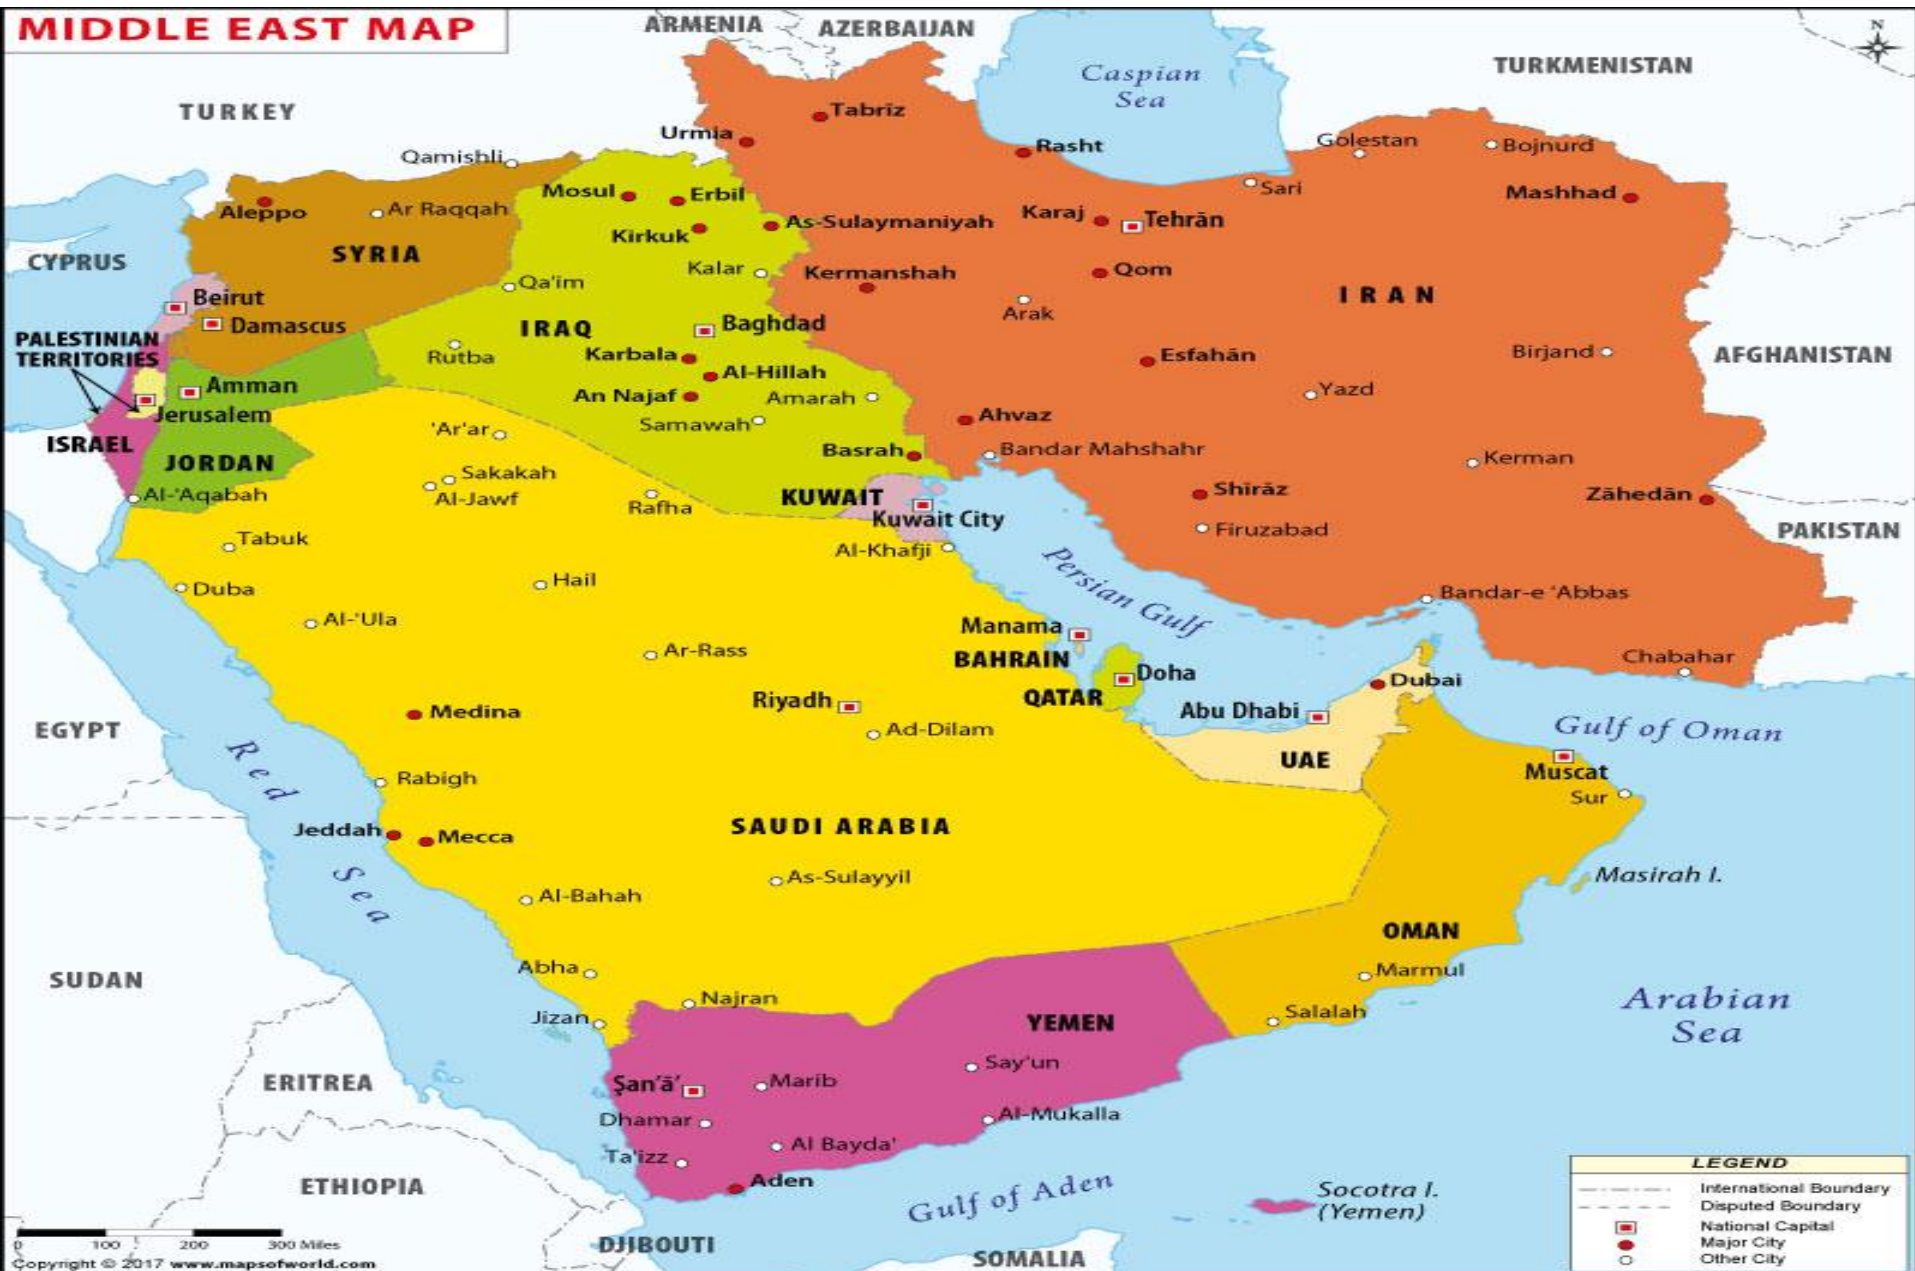 MIDDLE EAST MAP
ARMENIA
AZERBAIJAN
N
Caspian
Sea
TURKMENISTAN
TURKEY
Tabrīz
Urmia
Rasht
Golestan
Bojnurd
Qamishli
Sari
Mashhad
Mosul
Erbil
Aleppo
Ar Raqqah
Kirkuk
As-Sulaymaniyah
Karaj
Tehrān
SYRIA
CYPRUS
Kalar
Kermanshah
Qom
Qa'im
IRAN
Beirut
Arak
Damascus
IRAQ
Baghdad
PALESTINIAN
TERRITORIES
Rutba
Karbala
Esfahān
Birjand
AFGHANISTAN
Al-Hillah
Amman
An Najaf
Amarah
Yazd
Jerusalem
Samawah
Ahvaz
'Ar'ar
ISRAEL
JORDAN
Basrah
Bandar Mahshahr
Kerman
Sakakah
Al-'Aqabah
Al-Jawf
Rafha
KUWAIT
Shīrāz
Zāhedān
Kuwait City
Firuzabad
PAKISTAN
Tabuk
Al-Khafji
Persian Gulf
Duba
Hail
Bandar-e 'Abbas
Al-'Ula
Manama
Ar-Rass
BAHRAIN
Chabahar
Doha
Dubai
QATAR
Riyadh
Abu Dhabi
Medina
EGYPT
Ad-Dilam
Gulf of Oman
Red Sea
UAE
Muscat
Rabigh
Sur
Jeddah
Mecca
SAUDI ARABIA
As-Sulayyil
Masirah I.
Al-Bahah
OMAN
Abha
Marmul
SUDAN
Najran
Arabian
Sea
Jizan
Salalah
YEMEN
Say'un
ERITREA
Şan'ā'
Marib
Dhamar
Al-Mukalla
Al Bayda'
Ta'izz
Aden
ETHIOPIA
Gulf of Aden
Socotra I.
(Yemen)
DJIBOUTI
SOMALIA
LEGEND
International Boundary
Disputed Boundary
National Capital
Major City
Other City
0 100 200 300 Miles
Copyright © 2017 www.mapsofworld.com